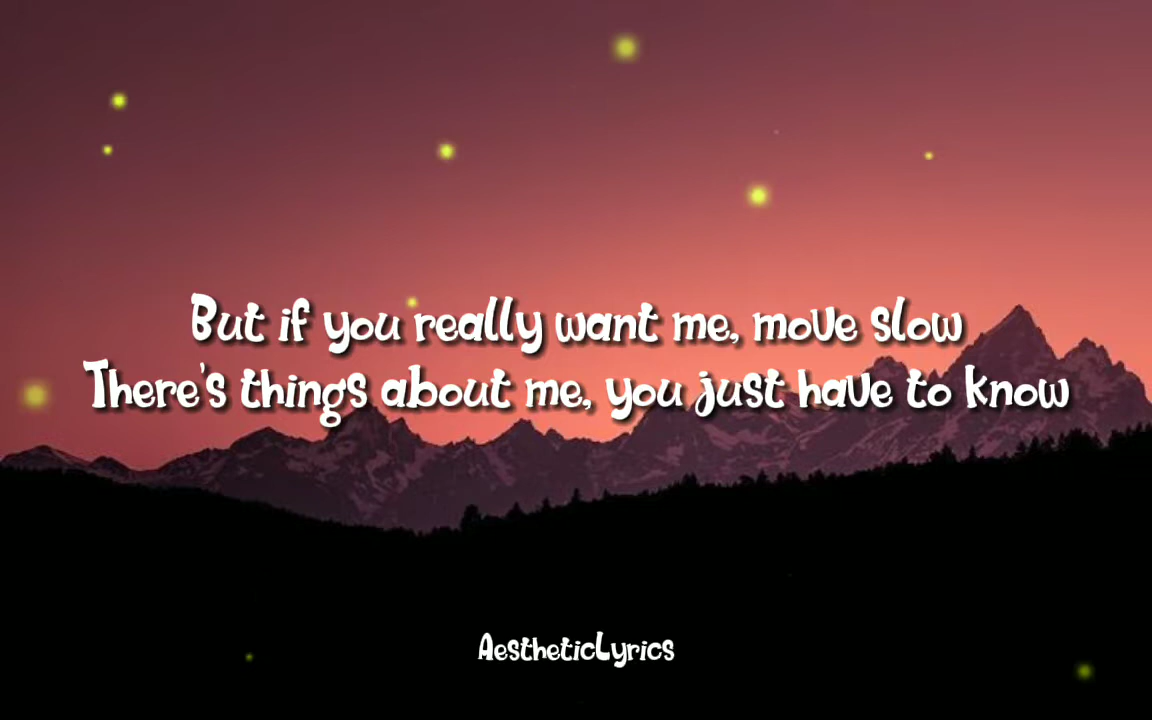 But if you really want me, move slow
There's things about me, you just have to know
AestheticLyrics